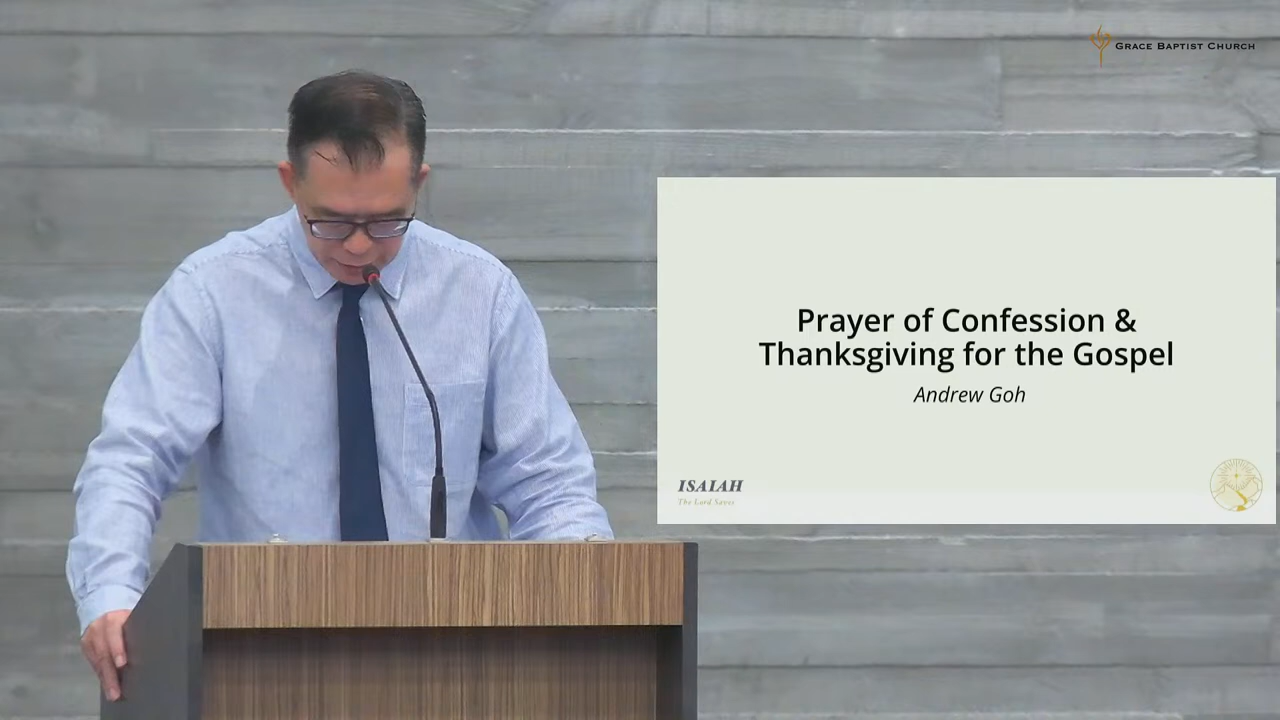 GRACE BAPTIST CHURCH
Prayer of Confession &
Thanksgiving for the Gospel
Andrew Goh
ISAIAH
The Lord Saves